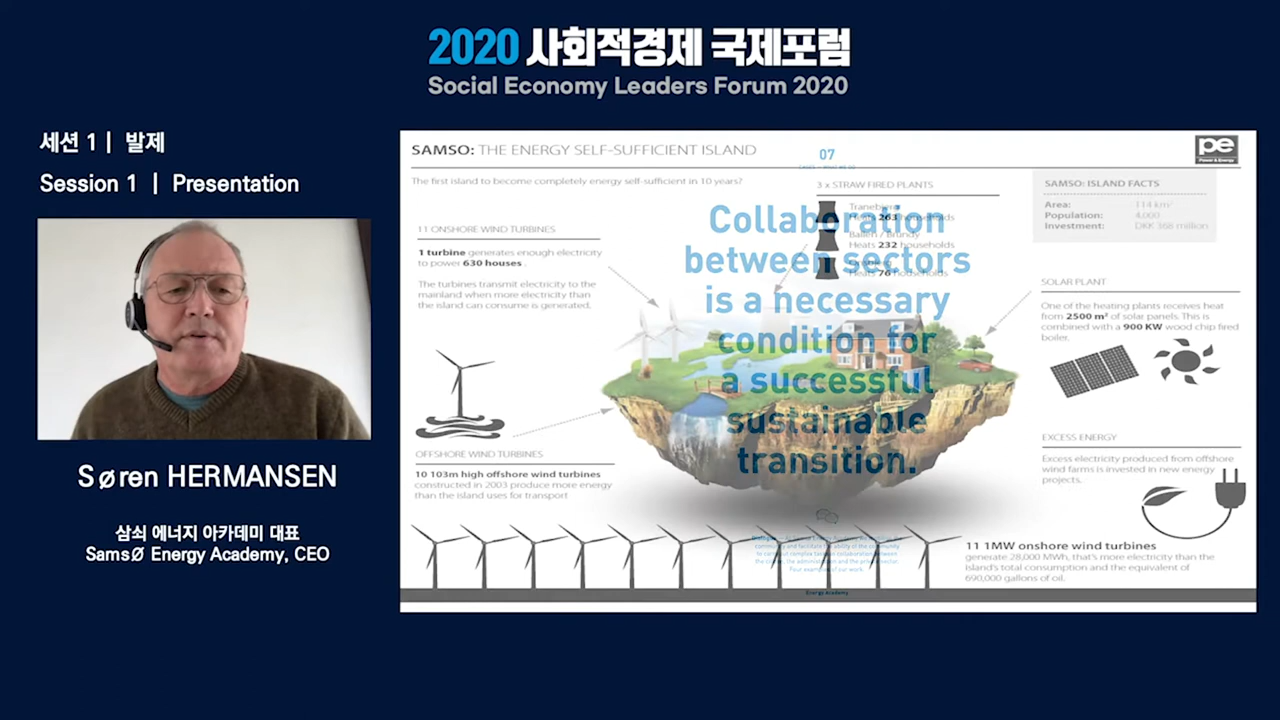 2020 사회적경제 국제포럼
Social Economy Leaders Forum 2020
세션 1 | 발제
Session 1 | Presentation
Søren HERMANSEN
삼쇠 에너지 아카데미 대표
SamsØ Energy Academy, CEO
SAMSO: THE ENERGY SELF-SUFFICIENT ISLAND
pe
Power & Energy
07
The first island to become completely energy self-sufficient in 10 years?
11 ONSHORE WIND TURBINES
1 turbine generates enough electricity
to power 630 houses.
The turbines transmit electricity to the
mainland when more electricity than
the island can consume is generated.
OFFSHORE WIND TURBINES
10 103m high offshore wind turbines
constructed in 2003 produce more energy
than the island uses for transport
3 x STRAW FIRED PLANTS
Heats 263 households
Heats 232 households
Heats 76 households
Collaboration
between sectors
is a necessary
condition for
a successful
sustainable
transition.
Energy Academy
SAMSO: ISLAND FACTS
Area: 114 km²
Population: 4,000
Investment: DKK 368 million
SOLAR PLANT
One of the heating plants receives heat
from 2500 m² of solar panels. This is
combined with a 900 KW wood chip fired
boiler.
EXCESS ENERGY
Excess electricity produced from offshore
wind farms is invested in new energy
projects.
11 1MW onshore wind turbines
generate 28,000 MWh, that's more electricity than the
island's total consumption and the equivalent of
690,000 gallons of oil.